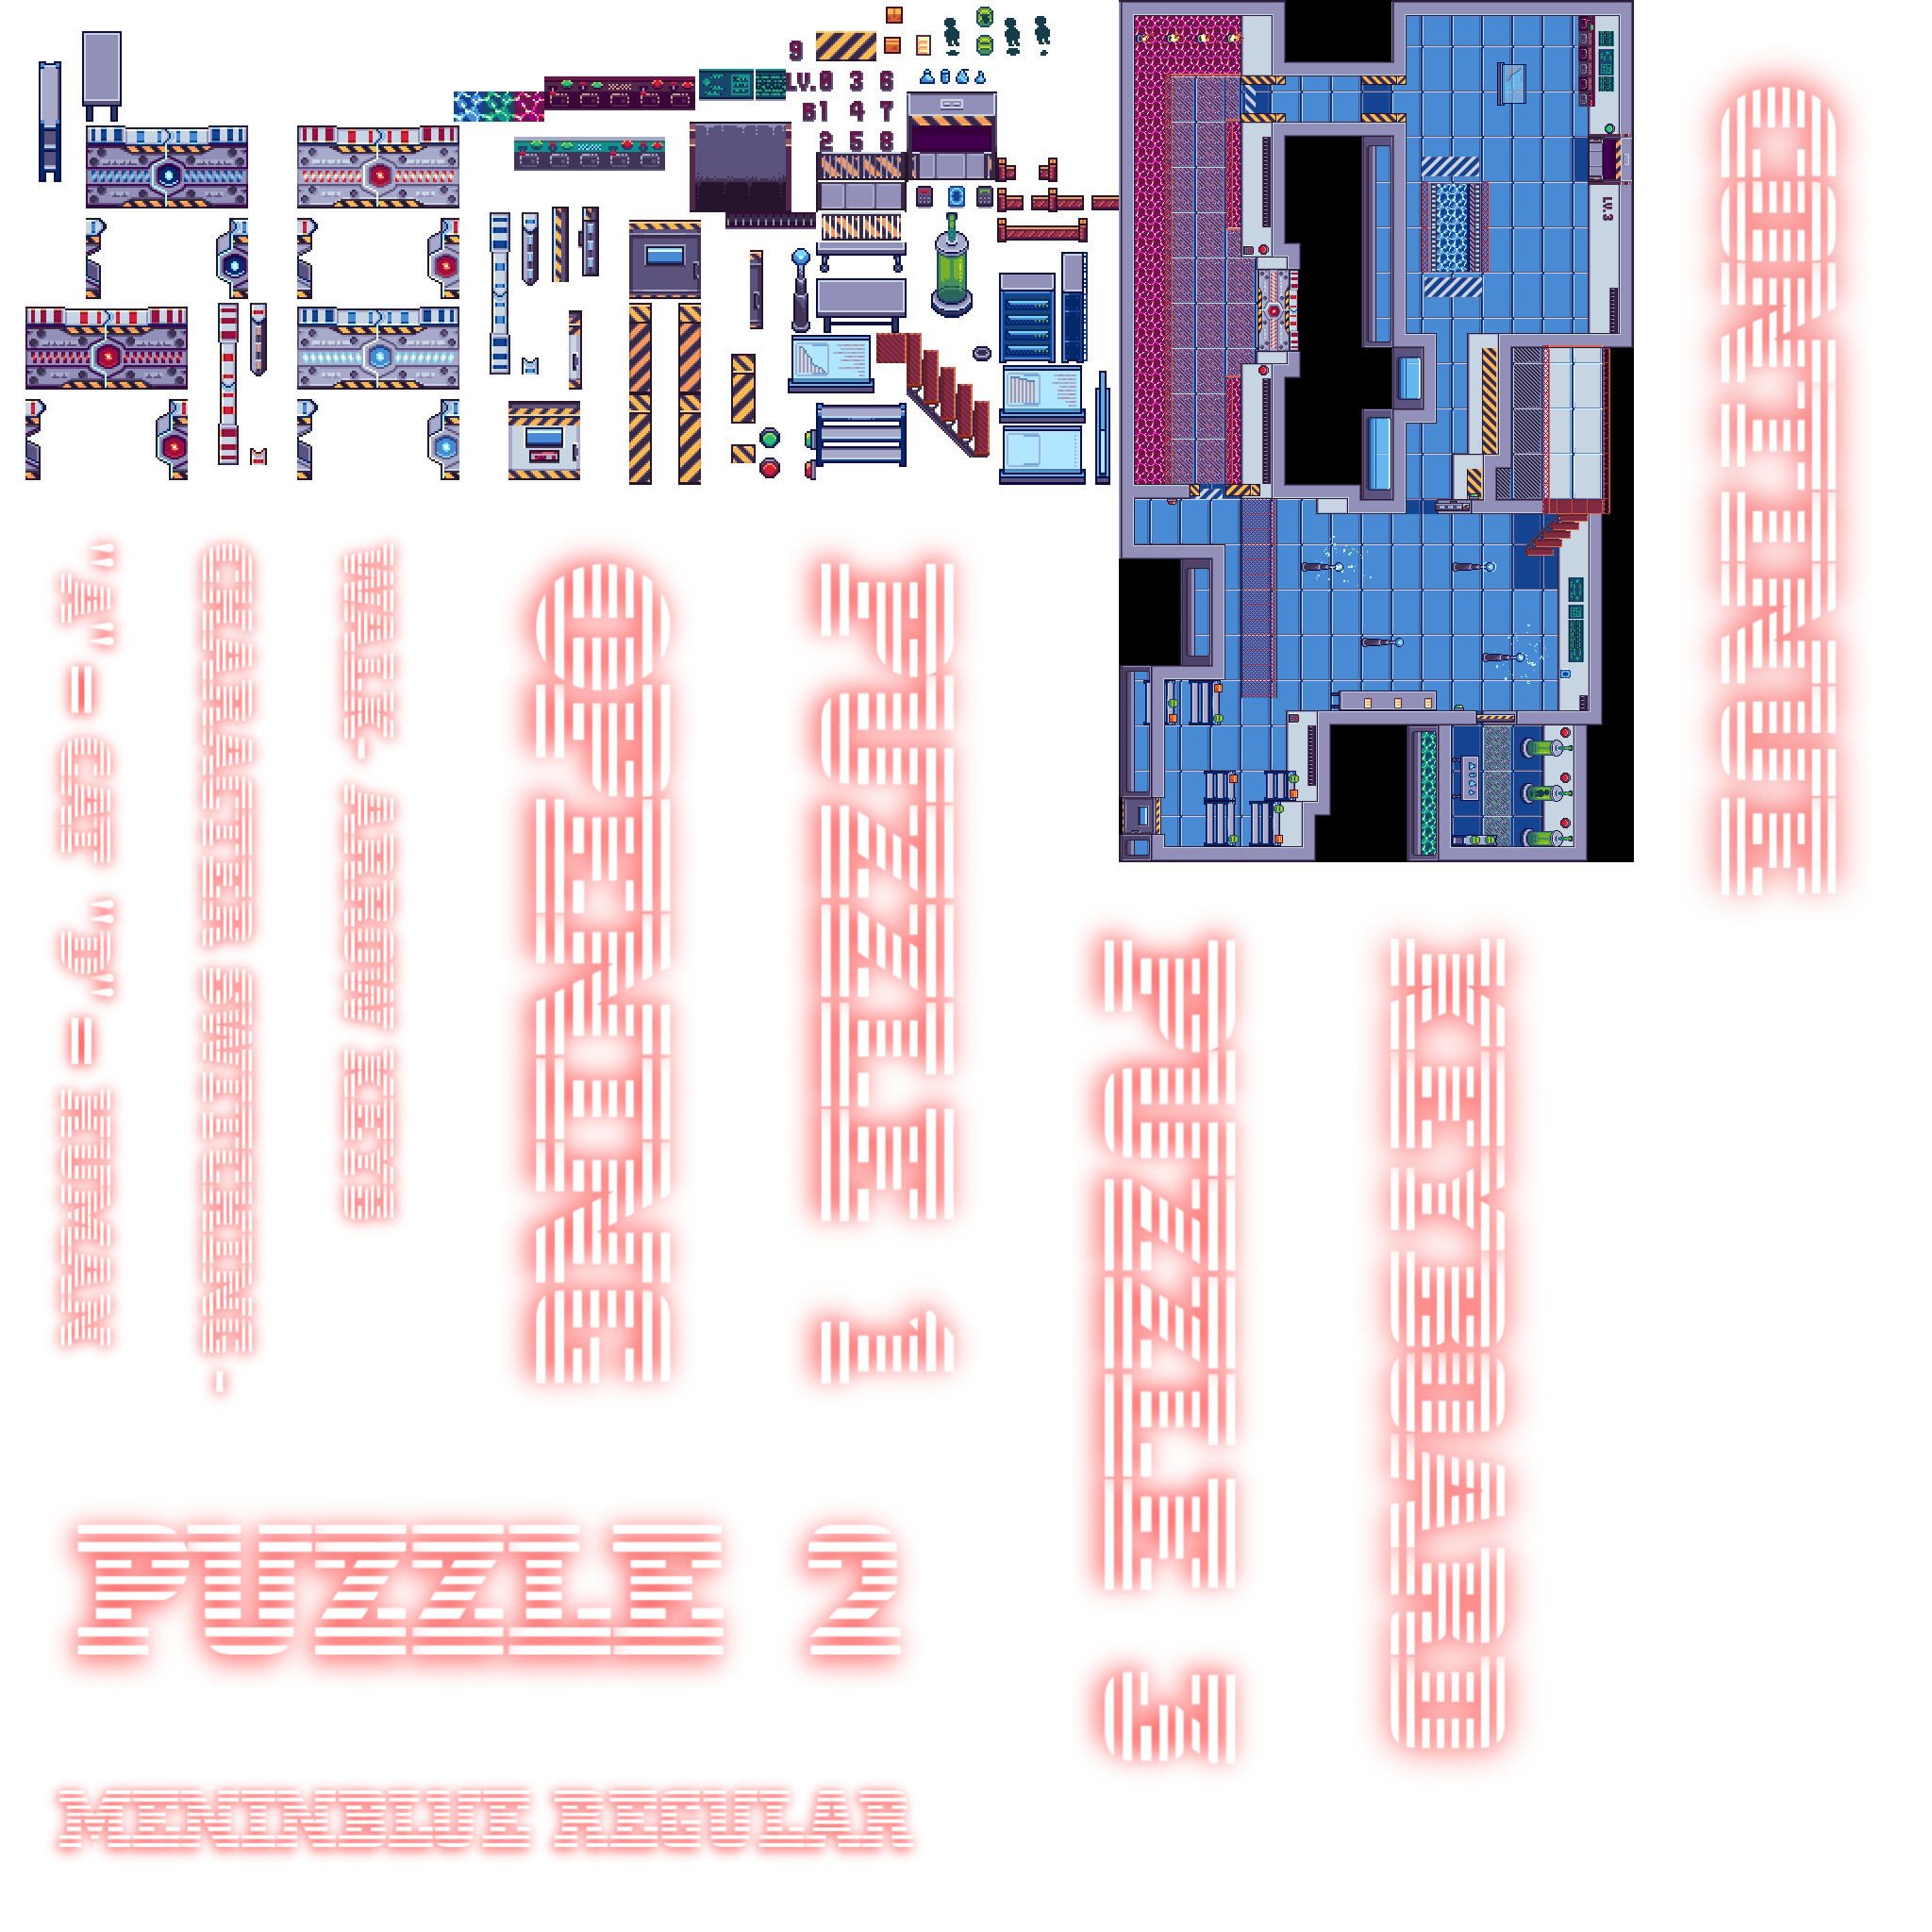 9
LV.0 3 6
B1 4 7
2 5 8
LV.3
CONTINUE
"A" = CAT "D" = HUMAN
CHARACTER SWITCHING-
WALK- ARROW KEYS
OPENING
PUZZLE 1
PUZZLE 3
KEYBOARD
PUZZLE 2
MENINBLUE REGULAR